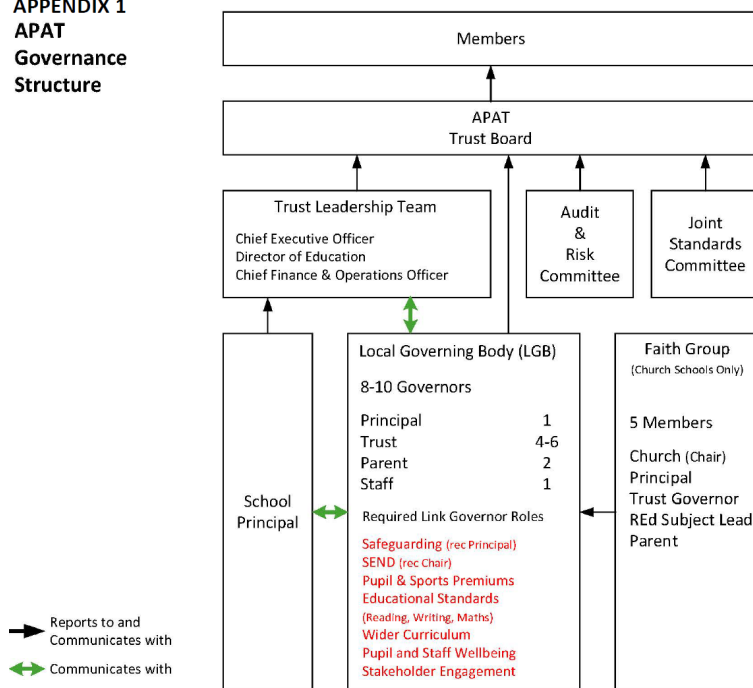 APPENDIX 1
APAT
Governance
Structure
Members
APAT
Trust Board
Trust Leadership Team
Chief Executive Officer
Director of Education
Chief Finance & Operations Officer
Audit
&
Risk
Committee
Joint
Standards
Committee
School
Principal
Local Governing Body (LGB)
8-10 Governors
Principal 1
Trust 4-6
Parent 2
Staff 1
Required Link Governor Roles
Safeguarding (rec Principal)
SEND (rec Chair)
Pupil & Sports Premiums
Educational Standards
(Reading, Writing, Maths)
Wider Curriculum
Pupil and Staff Wellbeing
Stakeholder Engagement
Faith Group
(Church Schools Only)
5 Members
Church (Chair)
Principal
Trust Governor
REd Subject Lead
Parent
Reports to and
Communicates with
Communicates with